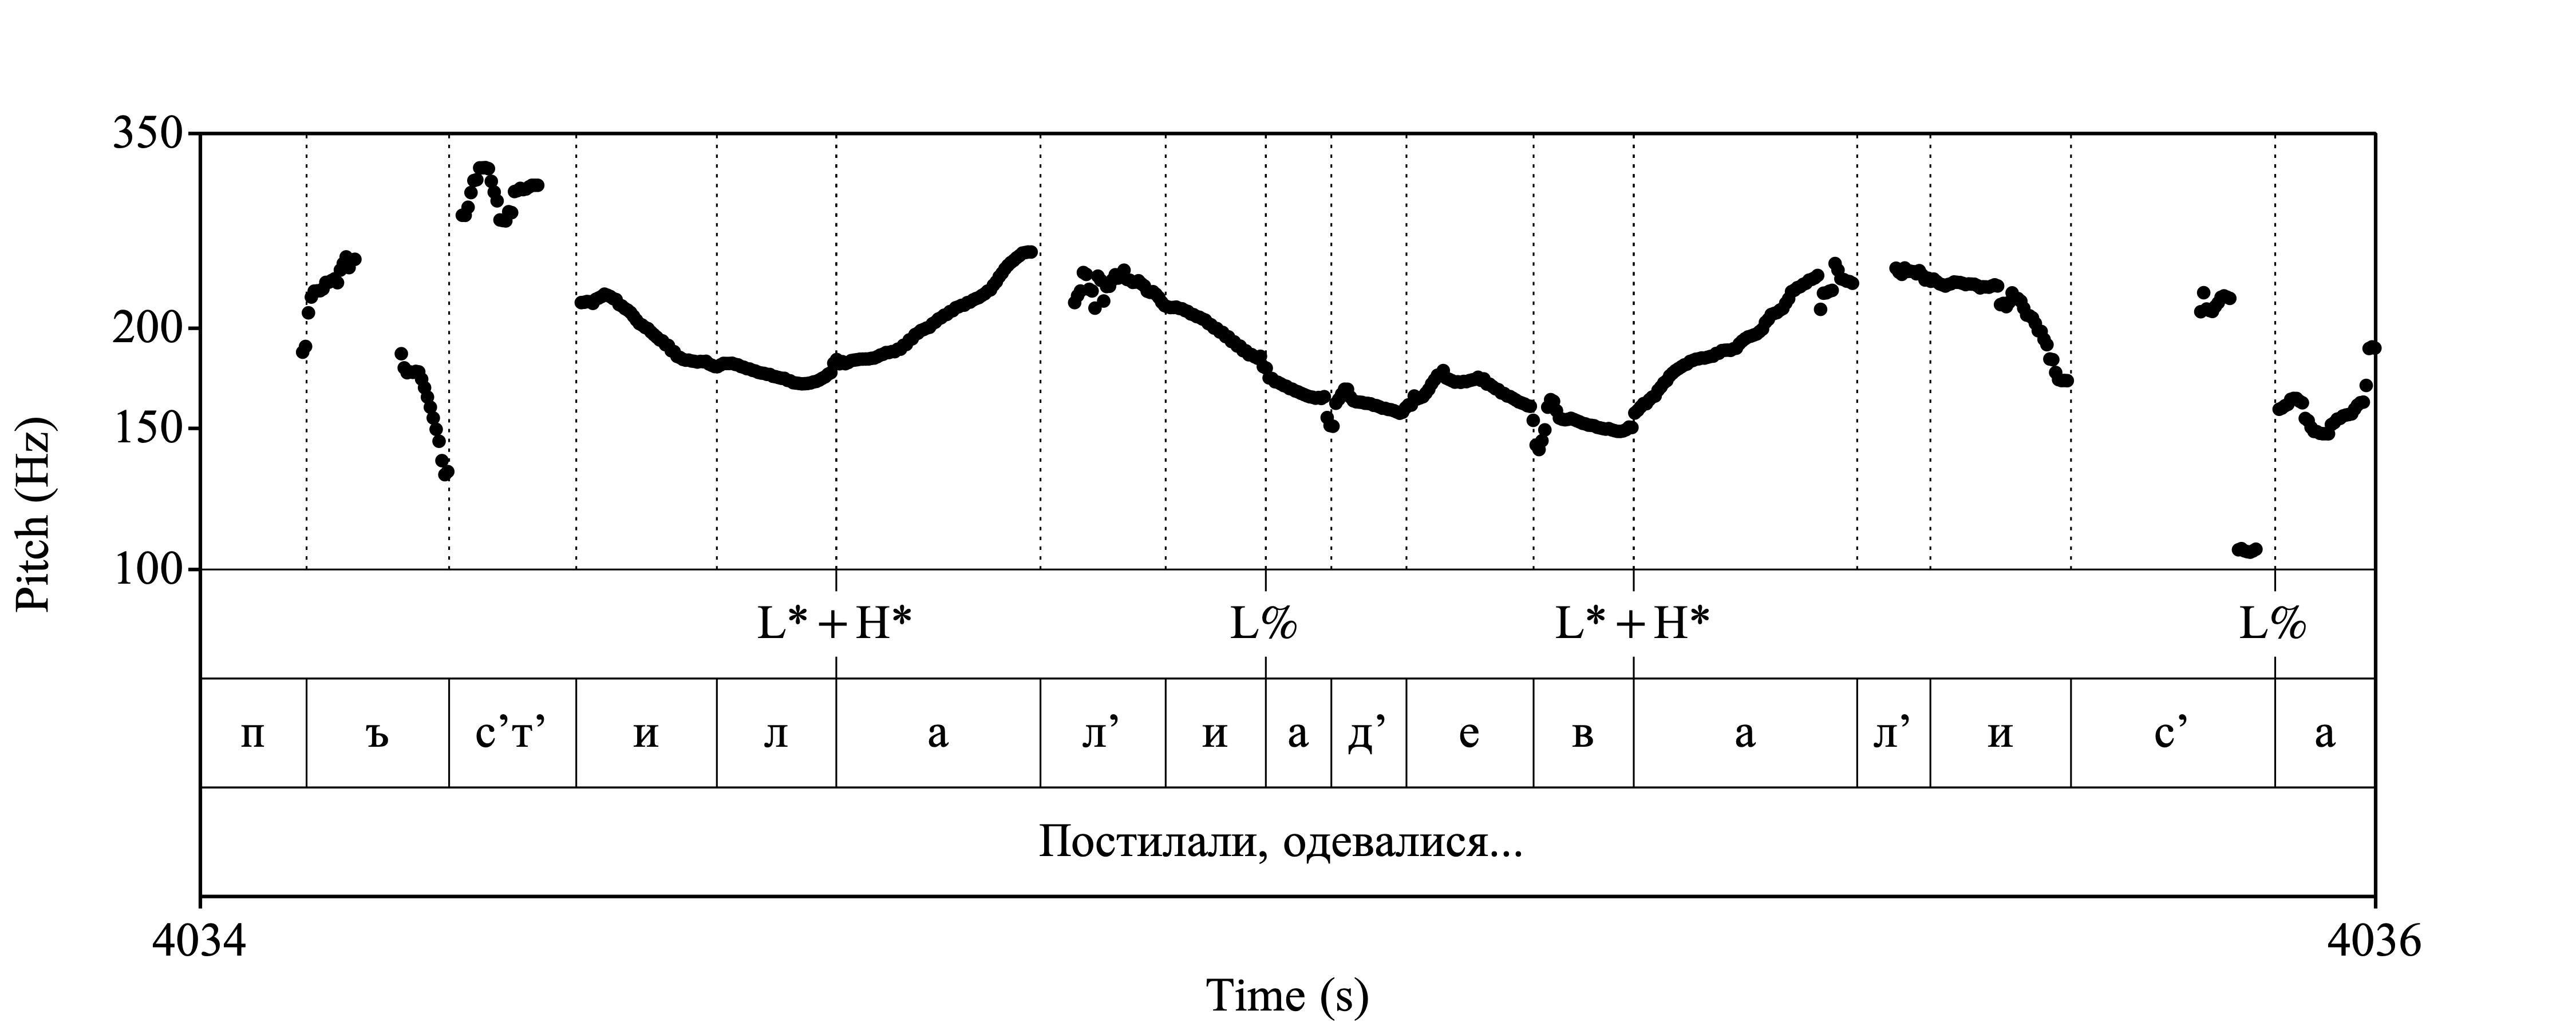 350
200
150
100
Pitch (Hz)
L*+H* L% L*+H* L%
п ъ с’т’ и л а л’ и а д’ е в а л’ и с’ а
Постилали, одевалися...
4034 4036
Time (s)